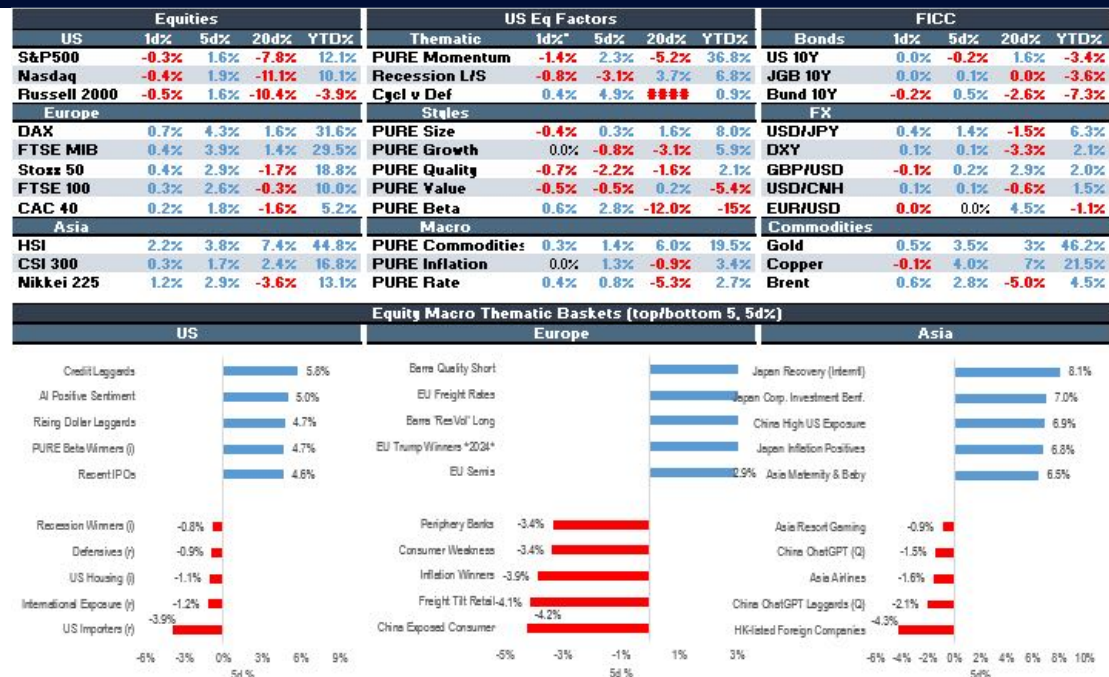 Equities US Eq Factors FICC
US 1d% 5d% 20d% YTD% Thematic 1d%" 5d% 20d% YTD% Bonds 1d% 5d% 20d% YTD%
S&P500 -0.3% 1.6% -7.8% 12.1% PURE Momentum -1.4% 2.3% -5.2% 36.8% US 10Y 0.0% -0.2% 1.6% -3.4%
Nasdaq -0.4% 1.9% -11.1% 10.1% Recession L/S -0.8% -3.1% 3.7% 6.8% JGB 10Y 0.0% 0.1% 0.0% -3.6%
Russell 2000 -0.5% 1.6% -10.4% -3.9% Cycl v Def 0.4% 4.9% #### 0.9% Bund 10Y -0.2% 0.5% -2.6% -7.3%
Europe Styles FX
DAX 0.7% 4.3% 1.6% 31.6% PURE Size -0.4% 0.3% 1.6% 8.0% USD/JPY 0.4% 1.4% -1.5% 6.3%
FTSE MIB 0.4% 3.9% 1.4% 29.5% PURE Growth 0.0% -0.8% -3.1% 5.9% DXY 0.1% 0.1% -3.3% 2.1%
Stoxx 50 0.4% 2.9% -1.7% 18.8% PURE Quality -0.7% -2.2% -1.6% 2.1% GBP/USD -0.1% 0.2% 2.9% 2.0%
FTSE 100 0.3% 2.6% -0.3% 10.0% PURE Value -0.5% -0.5% 0.2% -5.4% USD/CNH 0.1% 0.1% -0.6% 1.5%
CAC 40 0.2% 1.8% -1.6% 5.2% PURE Beta 0.6% 2.8% -12.0% -15% EUR/USD 0.0% 0.0% 4.5% -1.1%
Asia Macro Commodities
HSI 2.2% 3.8% 7.4% 44.8% PURE Commodities 0.3% 1.4% 6.0% 19.5% Gold 0.5% 3.5% 3% 46.2%
CSI 300 0.3% 1.7% 2.4% 16.8% PURE Inflation 0.0% 1.3% -0.9% 3.4% Copper -0.1% 4.0% 7% 21.5%
Nikkei 225 1.2% 2.9% -3.6% 13.1% PURE Rate 0.4% 0.8% -5.3% 2.7% Brent 0.6% 2.8% -5.0% 4.5%
Equity Macro Thematic Baskets (top/bottom 5, 5d%)
US Europe Asia
Credit Laggards 5.8%
AI Positive Sentiment 5.0%
Rising Dollar Laggards 4.7%
PURE Beta Winners (i) 4.7%
Recent IPOs 4.6%
Recession Winners (i) -0.8%
Defensives (r) -0.9%
US Housing (i) -1.1%
International Exposure (r) -1.2%
US Importers (r) -3.9%
-6% -3% 0% 3% 6% 9%
5d %
Barra Quality Short
EU Freight Rates
Barra 'ResVol' Long
EU Trump Winners *2024*
EU Semis 2.9%
Periphery Banks -3.4%
Consumer Weakness -3.4%
Inflation Winners -3.9%
Freight Tilt Retail -4.1%
China Exposed Consumer -4.2%
-5% -3% -1% 1% 3%
5d %
Japan Recovery (Interntl) 8.1%
Japan Corp. Investment Benf. 7.0%
China High US Exposure 6.9%
Japan Inflation Positives 6.8%
Asia Maternity & Baby 6.5%
Asia Resort Gaming -0.9%
China ChatGPT (Q) -1.5%
Asia Airlines -1.6%
China ChatGPT Laggards (Q) -2.1%
HK-listed Foreign Companies -4.3%
-6% -4% -2% 0% 2% 4% 6% 8% 10%
5d%